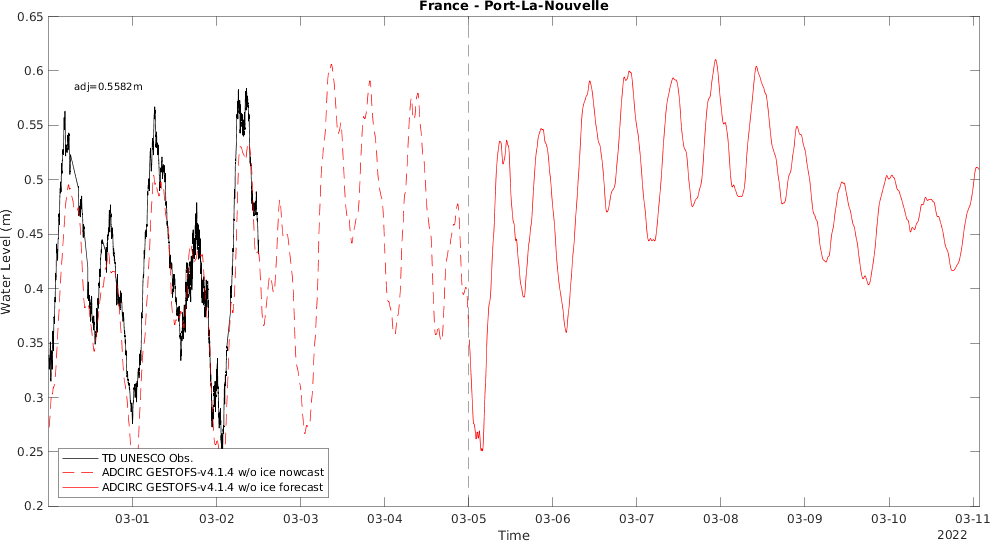 France - Port-La-Nouvelle
0.65
0.6
adj=0.5582m
0.55
0.5
0.45
0.4
0.35
0.3
0.25
0.2
Water Level (m)
TD UNESCO Obs.
ADCIRC GESTOFS-v4.1.4 w/o ice nowcast
ADCIRC GESTOFS-v4.1.4 w/o ice forecast
03-01 03-02 03-03 03-04 03-05 03-06 03-07 03-08 03-09 03-10 03-11
Time
2022